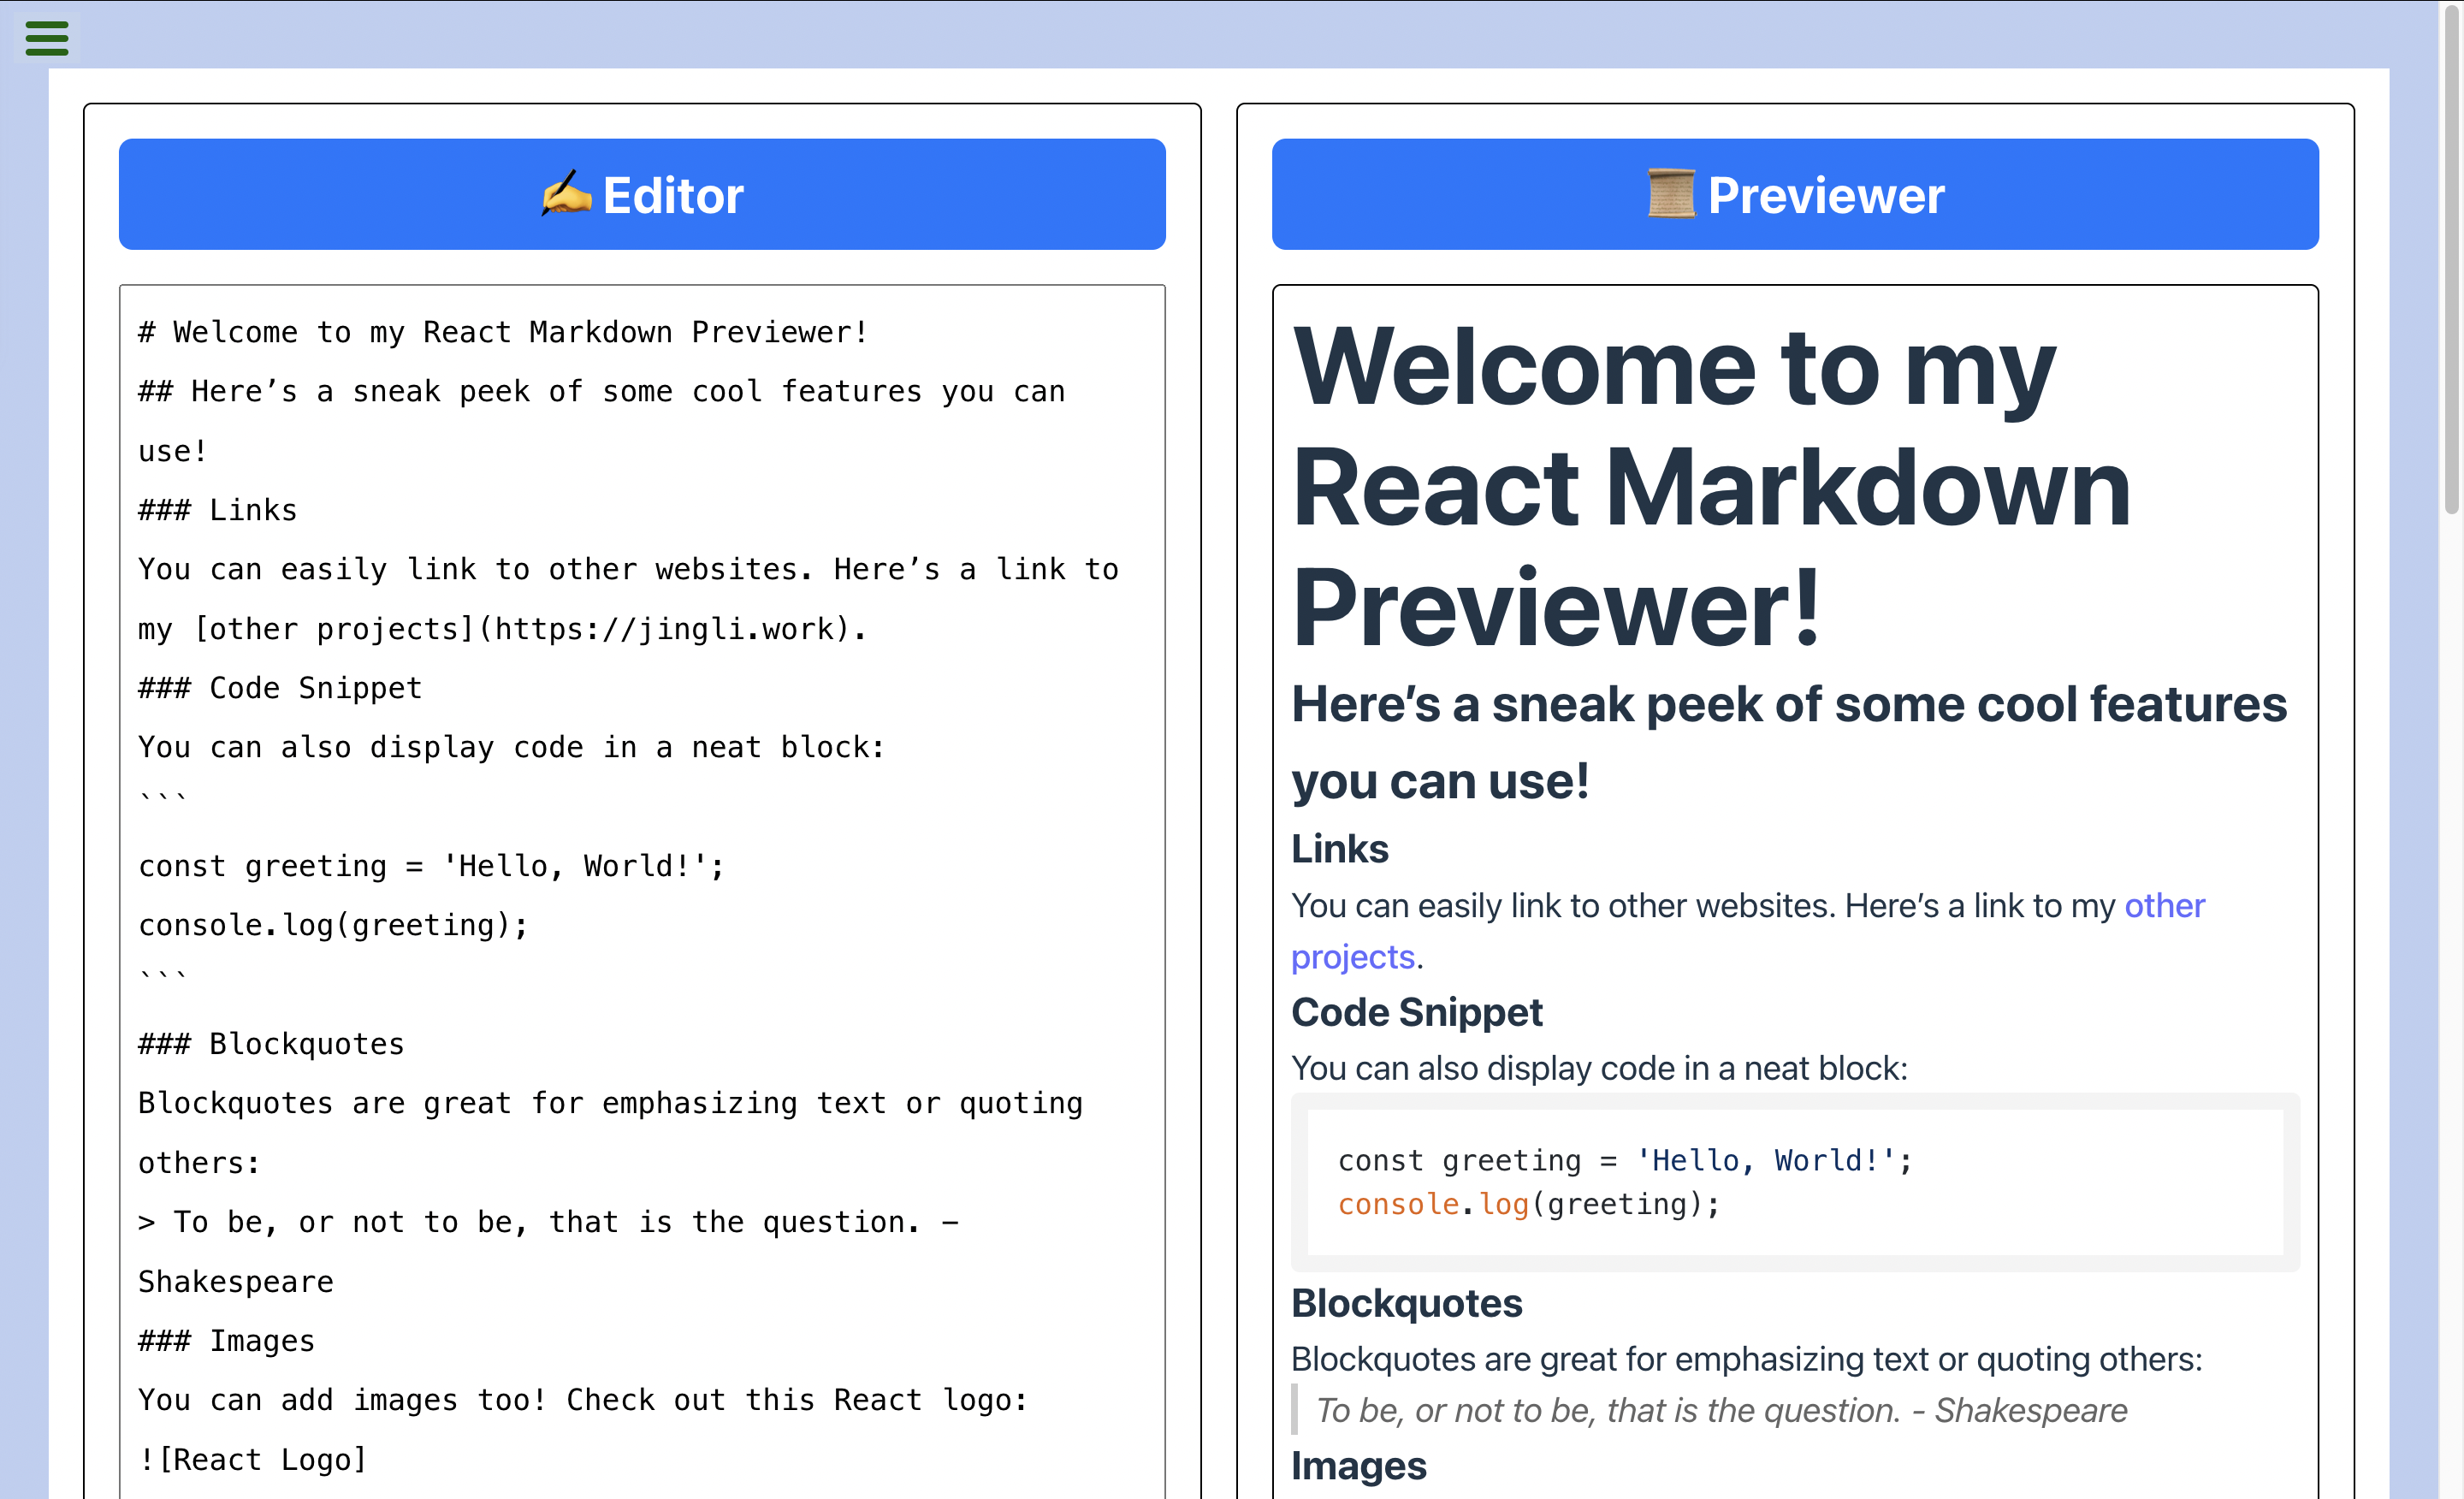 Editor
# Welcome to my React Markdown Previewer!
## Here’s a sneak peek of some cool features you can
use!
### Links
You can easily link to other websites. Here’s a link to
my [other projects](https://jingli.work).
### Code Snippet
You can also display code in a neat block:
```
const greeting = 'Hello, World!';
console.log(greeting);
```
### Blockquotes
Blockquotes are great for emphasizing text or quoting
others:
> To be, or not to be, that is the question. -
Shakespeare
### Images
You can add images too! Check out this React logo:
![React Logo]
Previewer
Welcome to my
React Markdown
Previewer!
Here’s a sneak peek of some cool features
you can use!
Links
You can easily link to other websites. Here’s a link to my other
projects.
Code Snippet
You can also display code in a neat block:
const greeting = 'Hello, World!';
console.log(greeting);
Blockquotes
Blockquotes are great for emphasizing text or quoting others:
To be, or not to be, that is the question. - Shakespeare
Images